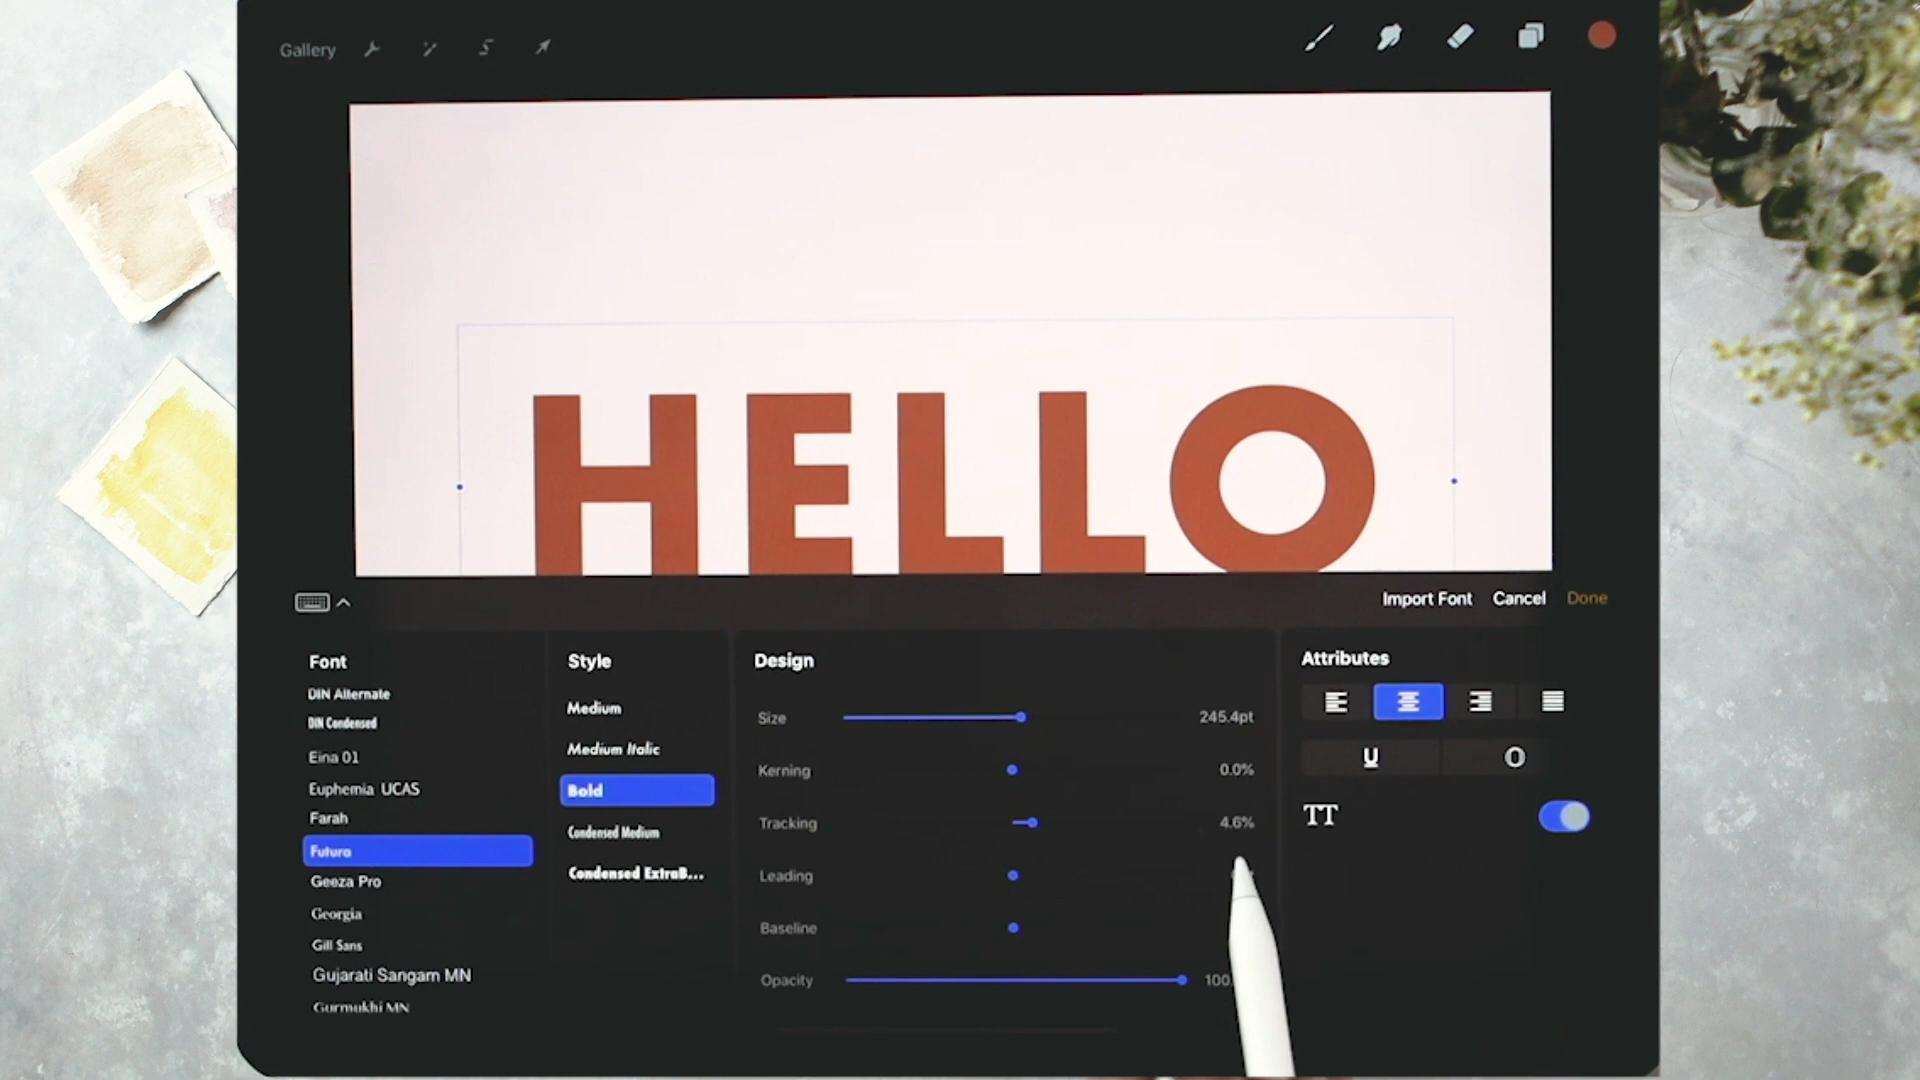 Gallery
HELLO
Import Font Cancel Done
Font
DIN Alternate
DIN Condensed
Eina 01
Euphemia UCAS
Farah
Futura
Geeza Pro
Georgia
Gill Sans
Gujarati Sangam MN
Gurmukhi MN
Style
Medium
Medium Italic
Bold
Condensed Medium
Condensed ExtraB...
Design
Size 245.4pt
Kerning 0.0%
Tracking 4.6%
Leading
Baseline
Opacity 100.
Attributes
U O
TT